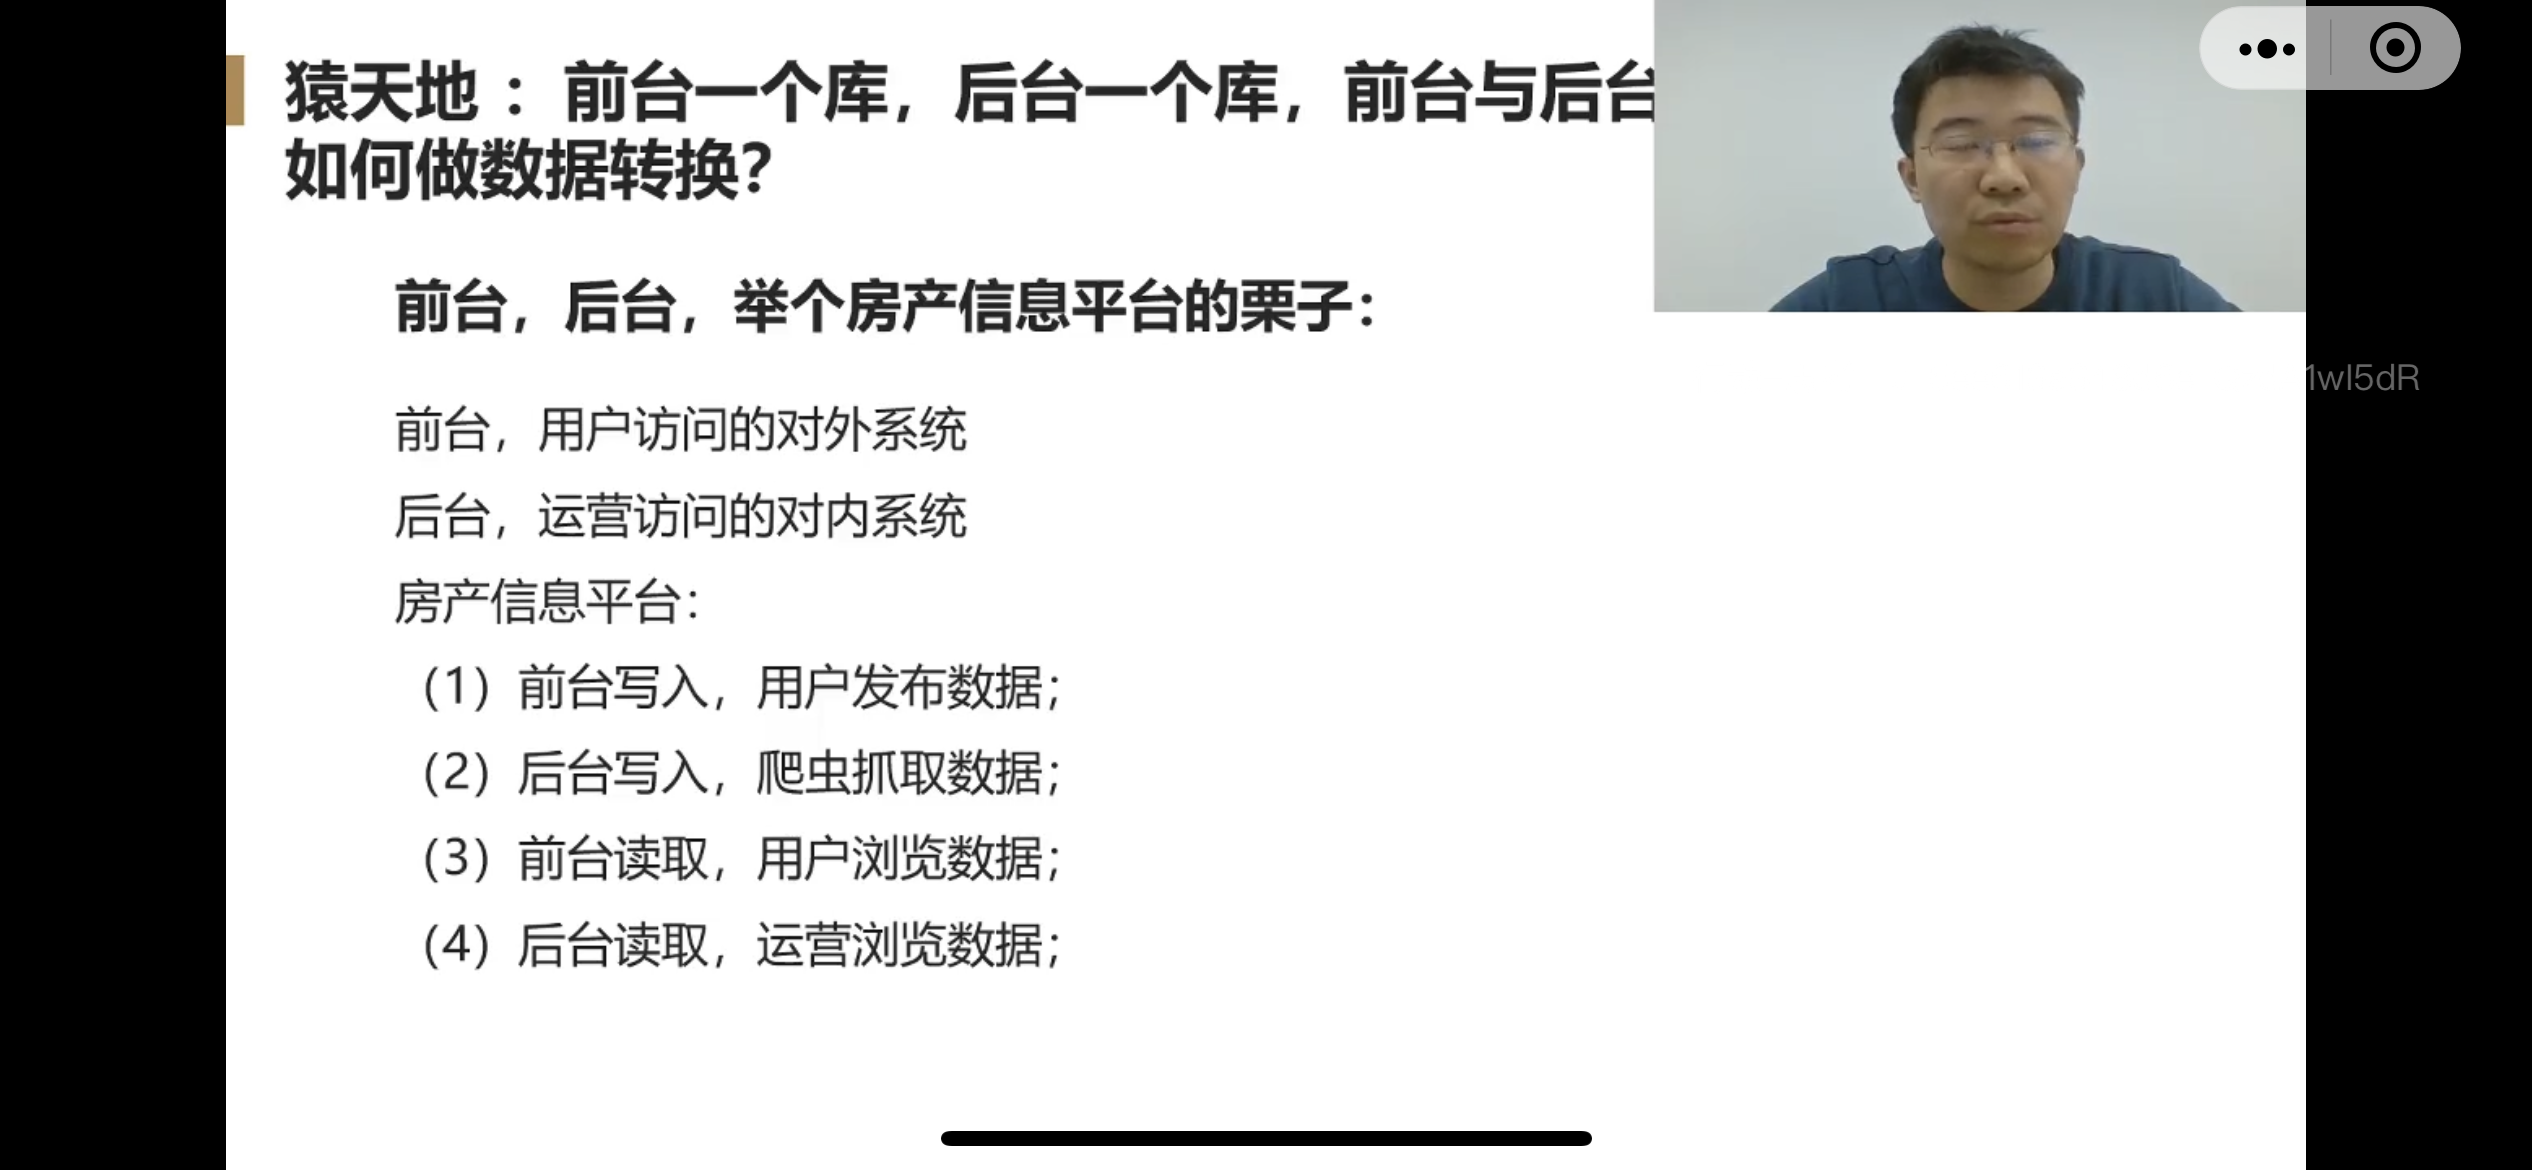 猿天地 ：前台一个库，后台一个库，前台与后台
如何做数据转换？
前台，后台，举个房产信息平台的栗子：
前台，用户访问的对外系统
后台，运营访问的对内系统
房产信息平台：
（1）前台写入，用户发布数据；
（2）后台写入，爬虫抓取数据；
（3）前台读取，用户浏览数据；
（4）后台读取，运营浏览数据；
1wI5dR